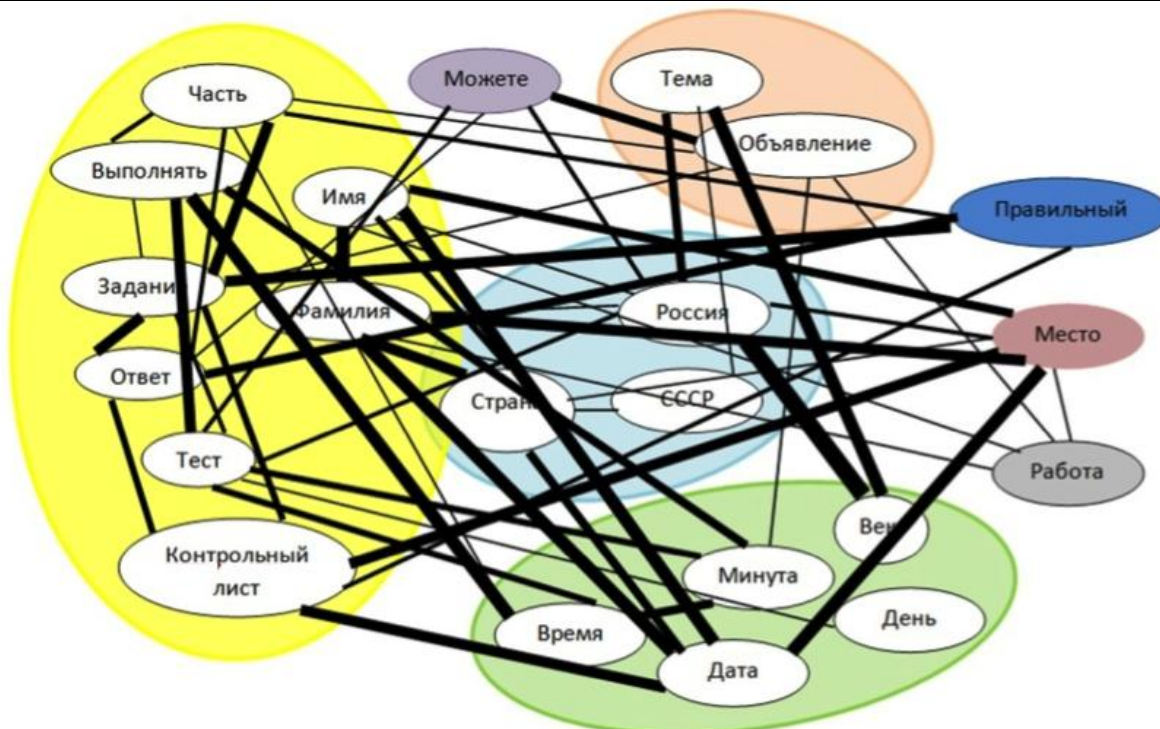 Часть
Можете
Тема
Объявление
Выполнять
Имя
Правильный
Задани
Фамилия
Россия
Место
Ответ
Стран
СССР
Тест
Работа
Век
Контрольный
лист
Минута
Время
День
Дата